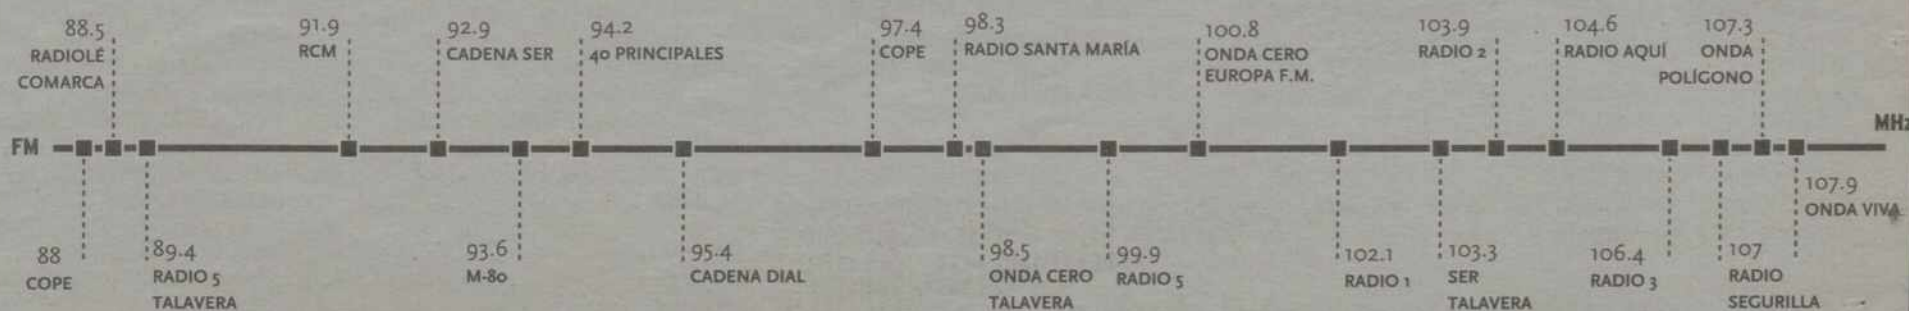 88.5
RADIOLÉ
COMARCA
91.9
RCM
92.9
CADENA SER
94.2
40 PRINCIPALES
97.4
COPE
98.3
RADIO SANTA MARÍA
100.8
ONDA CERO
EUROPA F.M.
103.9
RADIO 2
104.6
RADIO AQUÍ
107.3
ONDA
POLÍGONO
FM
MHz
88
COPE
89.4
RADIO 5
TALAVERA
93.6
M-80
95.4
CADENA DIAL
98.5
ONDA CERO
TALAVERA
99.9
RADIO 5
102.1
RADIO 1
103.3
SER
TALAVERA
106.4
RADIO 3
107
RADIO
SEGURILLA
107.9
ONDA VIVA